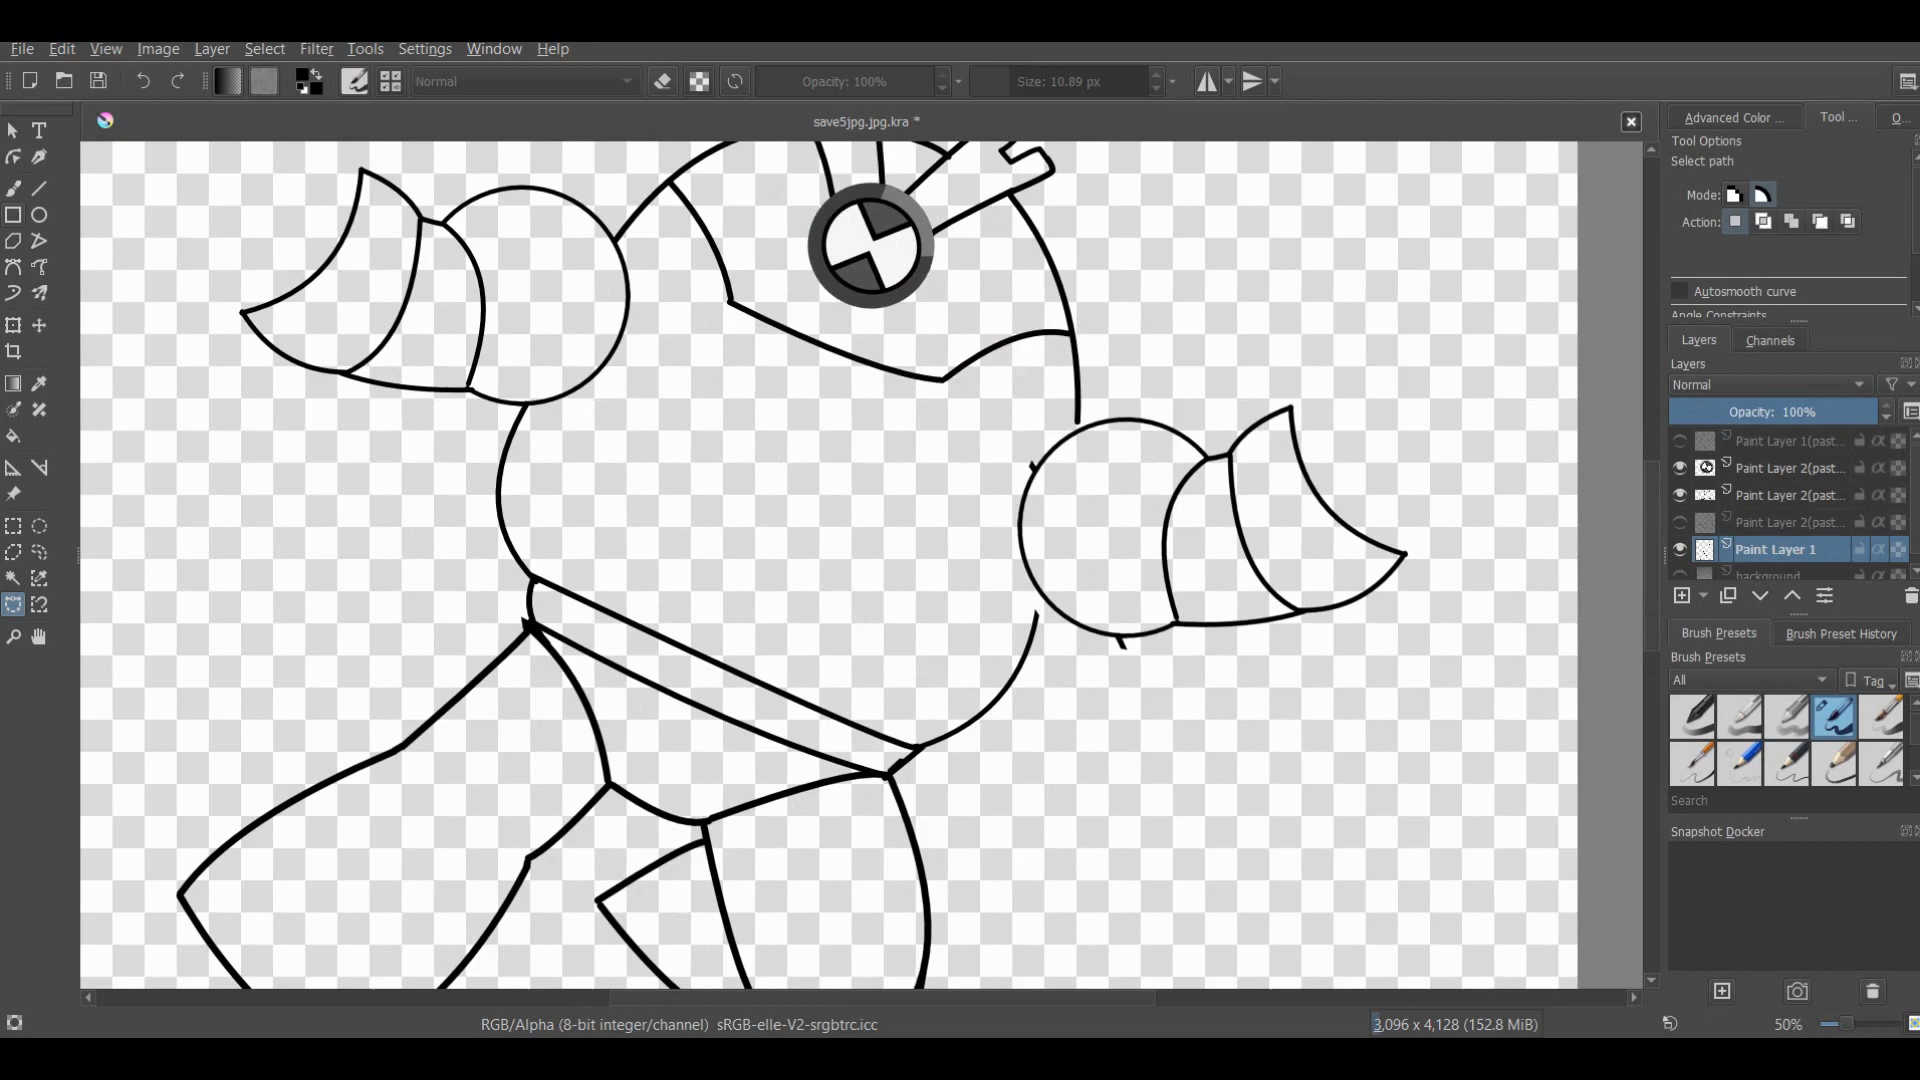 File Edit View Image Layer Select Filter Tools Settings Window Help
Normal Opacity: 100% Size: 10.89 px
save5jpg.jpg.kra *
Advanced Color ... Tool ... O...
Tool Options
Select path
Mode:
Action:
Autosmooth curve
Angle Constraints
Layers Channels
Layers
Normal
Opacity: 100%
Paint Layer 1(past...
Paint Layer 2(past...
Paint Layer 2(past...
Paint Layer 2(past...
Paint Layer 1
background
Brush Presets Brush Preset History
Brush Presets
All Tag
Search
Snapshot Docker
RGB/Alpha (8-bit integer/channel) sRGB-elle-V2-srgbtrc.icc 3,096 x 4,128 (152.8 MiB) 50%